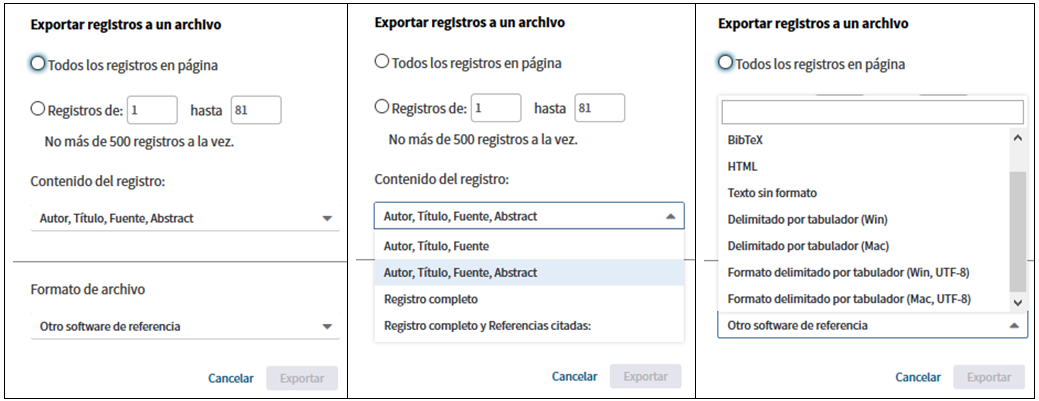 Exportar registros a un archivo
Todos los registros en página
Registros de: 1 hasta 81
No más de 500 registros a la vez.
Contenido del registro:
Autor, Título, Fuente, Abstract
Formato de archivo
Otro software de referencia
Cancelar Exportar
Exportar registros a un archivo
Todos los registros en página
Registros de: 1 hasta 81
No más de 500 registros a la vez.
Contenido del registro:
Autor, Título, Fuente, Abstract
Autor, Título, Fuente
Autor, Título, Fuente, Abstract
Registro completo
Registro completo y Referencias citadas:
Cancelar Exportar
Exportar registros a un archivo
Todos los registros en página
BibTeX
HTML
Texto sin formato
Delimitado por tabulador (Win)
Delimitado por tabulador (Mac)
Formato delimitado por tabulador (Win, UTF-8)
Formato delimitado por tabulador (Mac, UTF-8)
Otro software de referencia
Cancelar Exportar